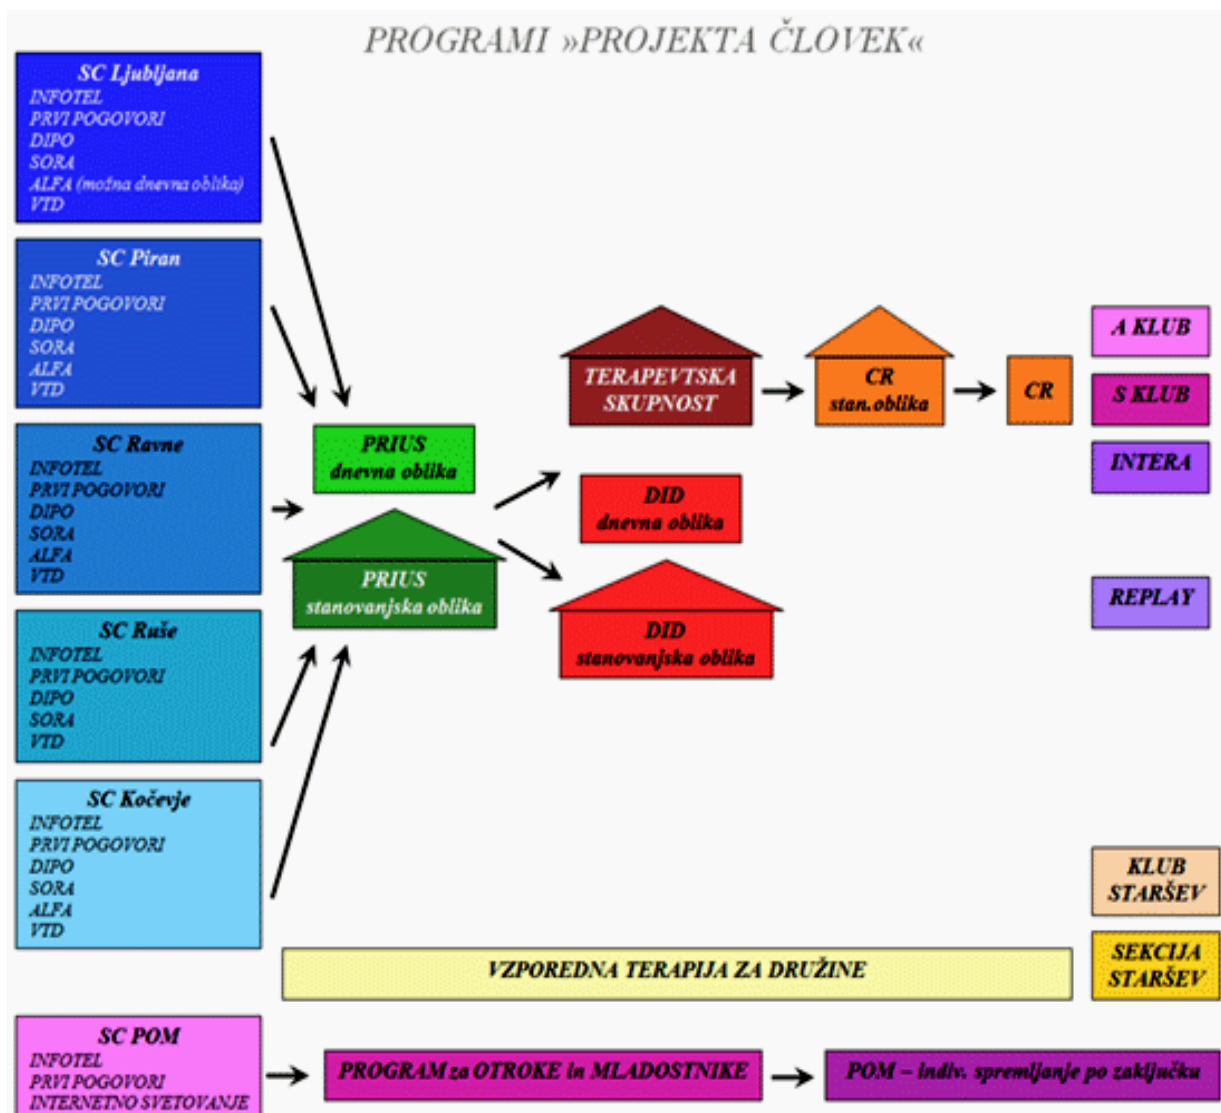 PROGRAMI »PROJEKTA ČLOVEK«
SC Ljubljana
INFOTEL
PRVI POGOVORI
DIPO
SORA
ALFA (možna dnevna oblika)
VTD
SC Piran
INFOTEL
PRVI POGOVORI
DIPO
SORA
ALFA
VTD
SC Ravne
INFOTEL
PRVI POGOVORI
DIPO
SORA
ALFA
VTD
SC Ruše
INFOTEL
PRVI POGOVORI
DIPO
SORA
VTD
SC Kočevje
INFOTEL
PRVI POGOVORI
DIPO
SORA
ALFA
VTD
SC POM
INFOTEL
PRVI POGOVORI
INTERNETNO SVETOVANJE
PRIUS
dnevna oblika
PRIUS
stanovanjska oblika
TERAPEVTSKA
SKUPNOST
DID
dnevna oblika
DID
stanovanjska oblika
CR
stan.oblika
CR
A KLUB
S KLUB
INTERA
REPLAY
KLUB
STARŠEV
SEKCIJA
STARŠEV
VZPOREDNA TERAPIJA ZA DRUŽINE
PROGRAM za OTROKE in MLADOSTNIKE
POM – indiv. spremljanje po zaključku